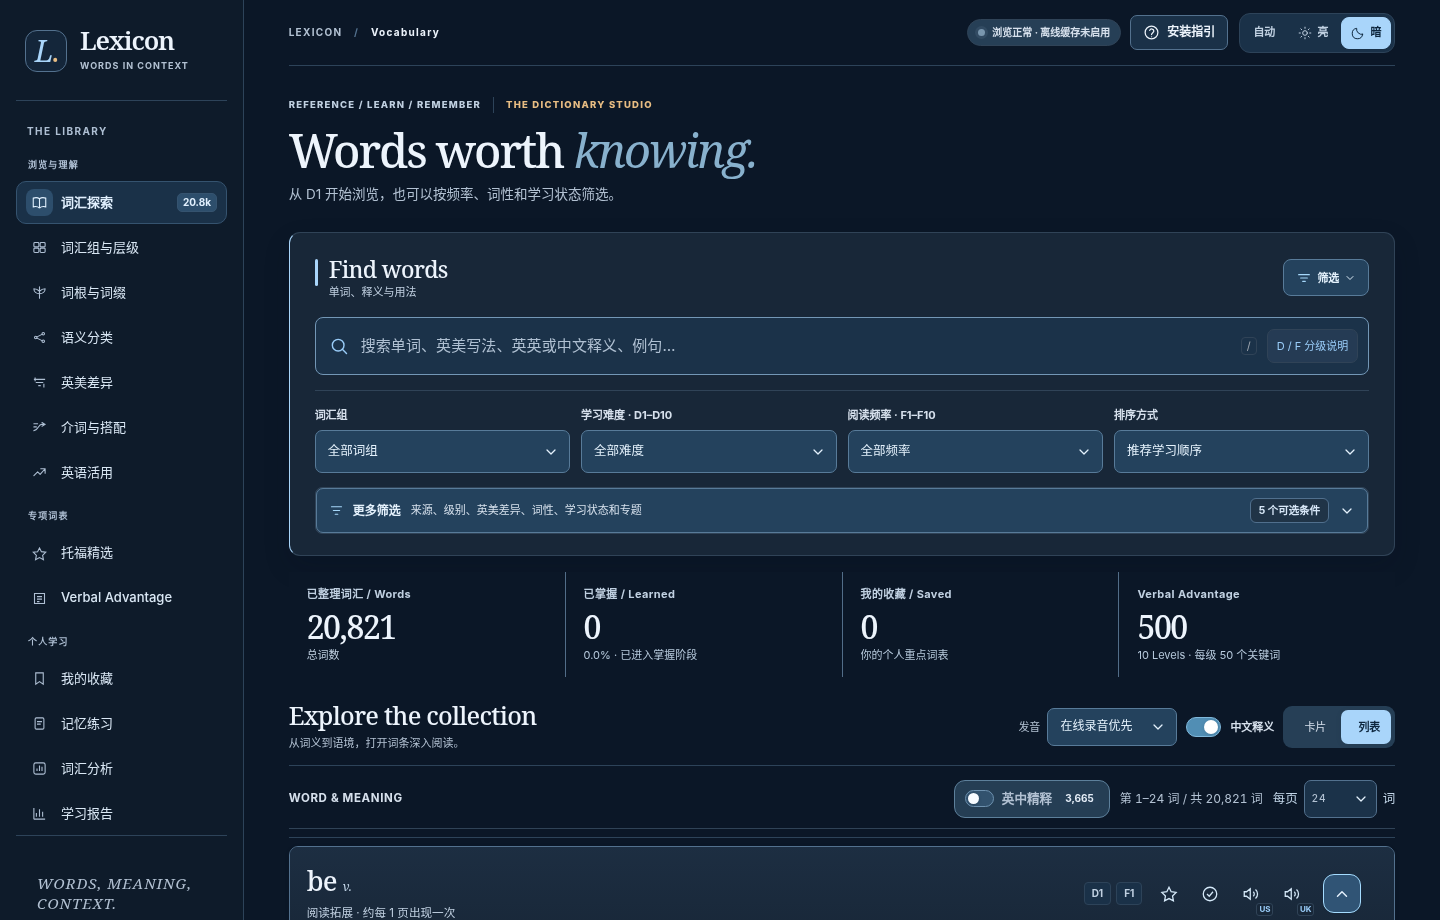 L.
Lexicon
WORDS IN CONTEXT
THE LIBRARY
浏览与理解
词汇探索 20.8k
词汇组与层级
词根与词缀
语义分类
英美差异
介词与搭配
英语活用
专项词表
托福精选
Verbal Advantage
个人学习
我的收藏
记忆练习
词汇分析
学习报告
WORDS, MEANING,
CONTEXT.
LEXICON / Vocabulary
浏览正常 · 离线缓存未启用
安装指引
自动 亮 暗
REFERENCE / LEARN / REMEMBER THE DICTIONARY STUDIO
Words worth knowing.
从 D1 开始浏览，也可以按频率、词性和学习状态筛选。
Find words
单词、释义与用法
筛选
搜索单词、英美写法、英英或中文释义、例句...
/
D / F 分级说明
词汇组 学习难度 · D1–D10 阅读频率 · F1–F10 排序方式
全部词组 全部难度 全部频率 推荐学习顺序
更多筛选 来源、级别、英美差异、词性、学习状态和专题 5 个可选条件
已整理词汇 / Words
20,821
总词数
已掌握 / Learned
0
0.0% · 已进入掌握阶段
我的收藏 / Saved
0
你的个人重点词表
Verbal Advantage
500
10 Levels · 每级 50 个关键词
Explore the collection
从词义到语境，打开词条深入阅读。
发音 在线录音优先 中文释义 卡片 列表
WORD & MEANING
英中精释 3,665 第 1–24 词 / 共 20,821 词 每页 24 词
be v.
阅读拓展 · 约每 1 页出现一次
D1 F1 US UK